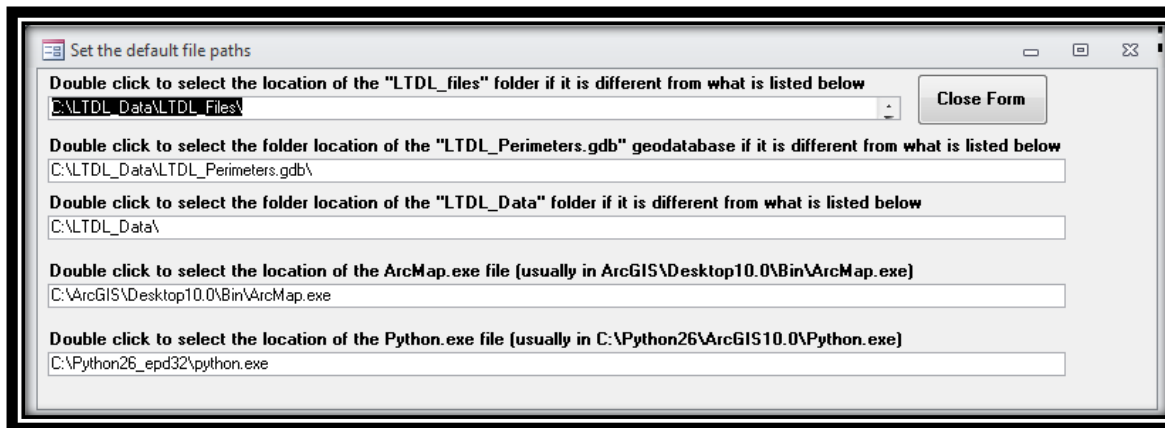 Set the default file paths
Double click to select the location of the "LTDL_files" folder if it is different from what is listed below
C:\LTDL_Data\LTDL_Files\
Close Form
Double click to select the folder location of the "LTDL_Perimeters.gdb" geodatabase if it is different from what is listed below
C:\LTDL_Data\LTDL_Perimeters.gdb\
Double click to select the folder location of the "LTDL_Data" folder if it is different from what is listed below
C:\LTDL_Data\
Double click to select the location of the ArcMap.exe file (usually in ArcGIS\Desktop10.0\Bin\ArcMap.exe)
C:\ArcGIS\Desktop10.0\Bin\ArcMap.exe
Double click to select the location of the Python.exe file (usually in C:\Python26\ArcGIS10.0\Python.exe)
C:\Python26_epd32\python.exe